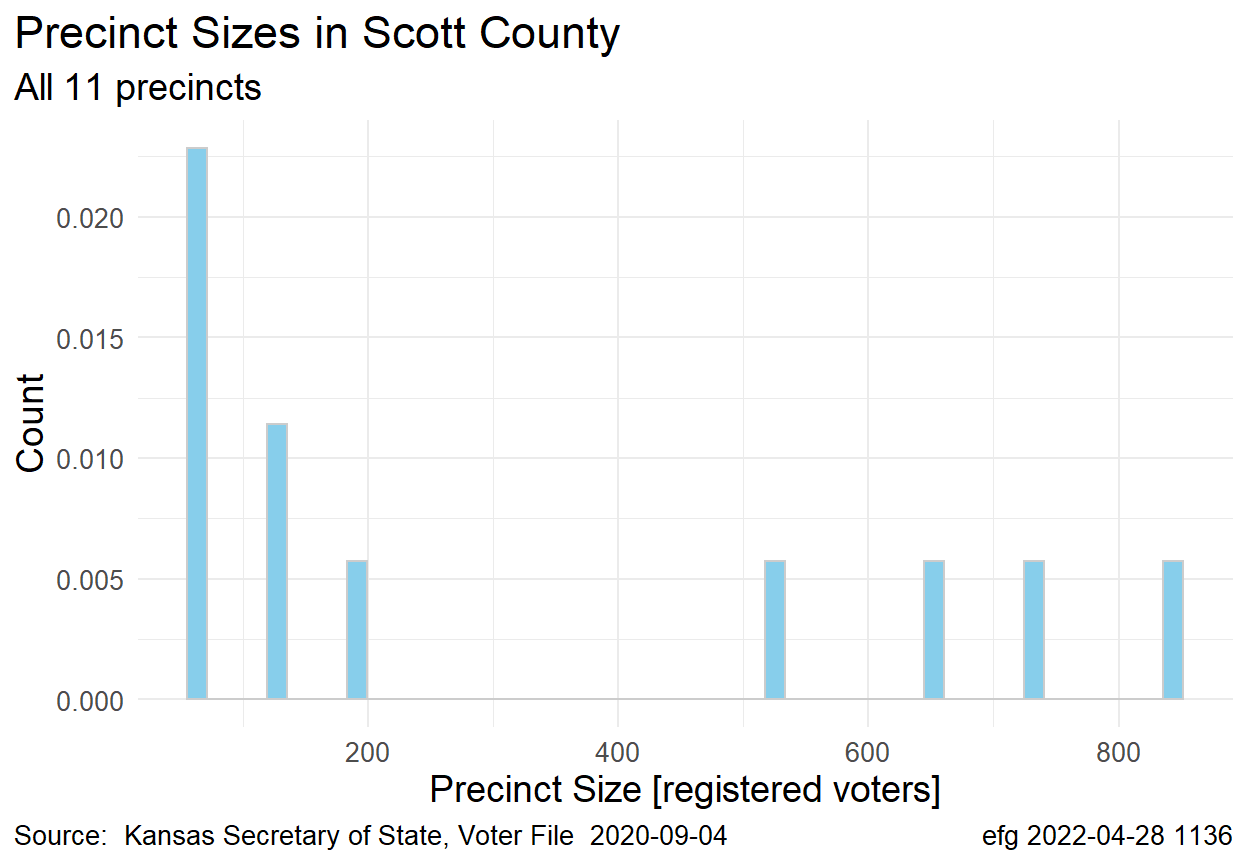 Precinct Sizes in Scott County
All 11 precincts
0.020
0.015
0.010
0.005
0.000
Count
200 400 600 800
Precinct Size [registered voters]
Source:  Kansas Secretary of State, Voter File  2020-09-04
efg 2022-04-28 1136